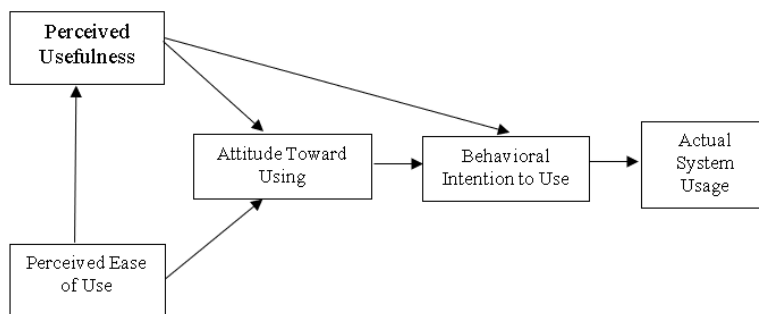 Perceived
Usefulness
Attitude Toward
Using
Behavioral
Intention to Use
Actual
System
Usage
Perceived Ease
of Use